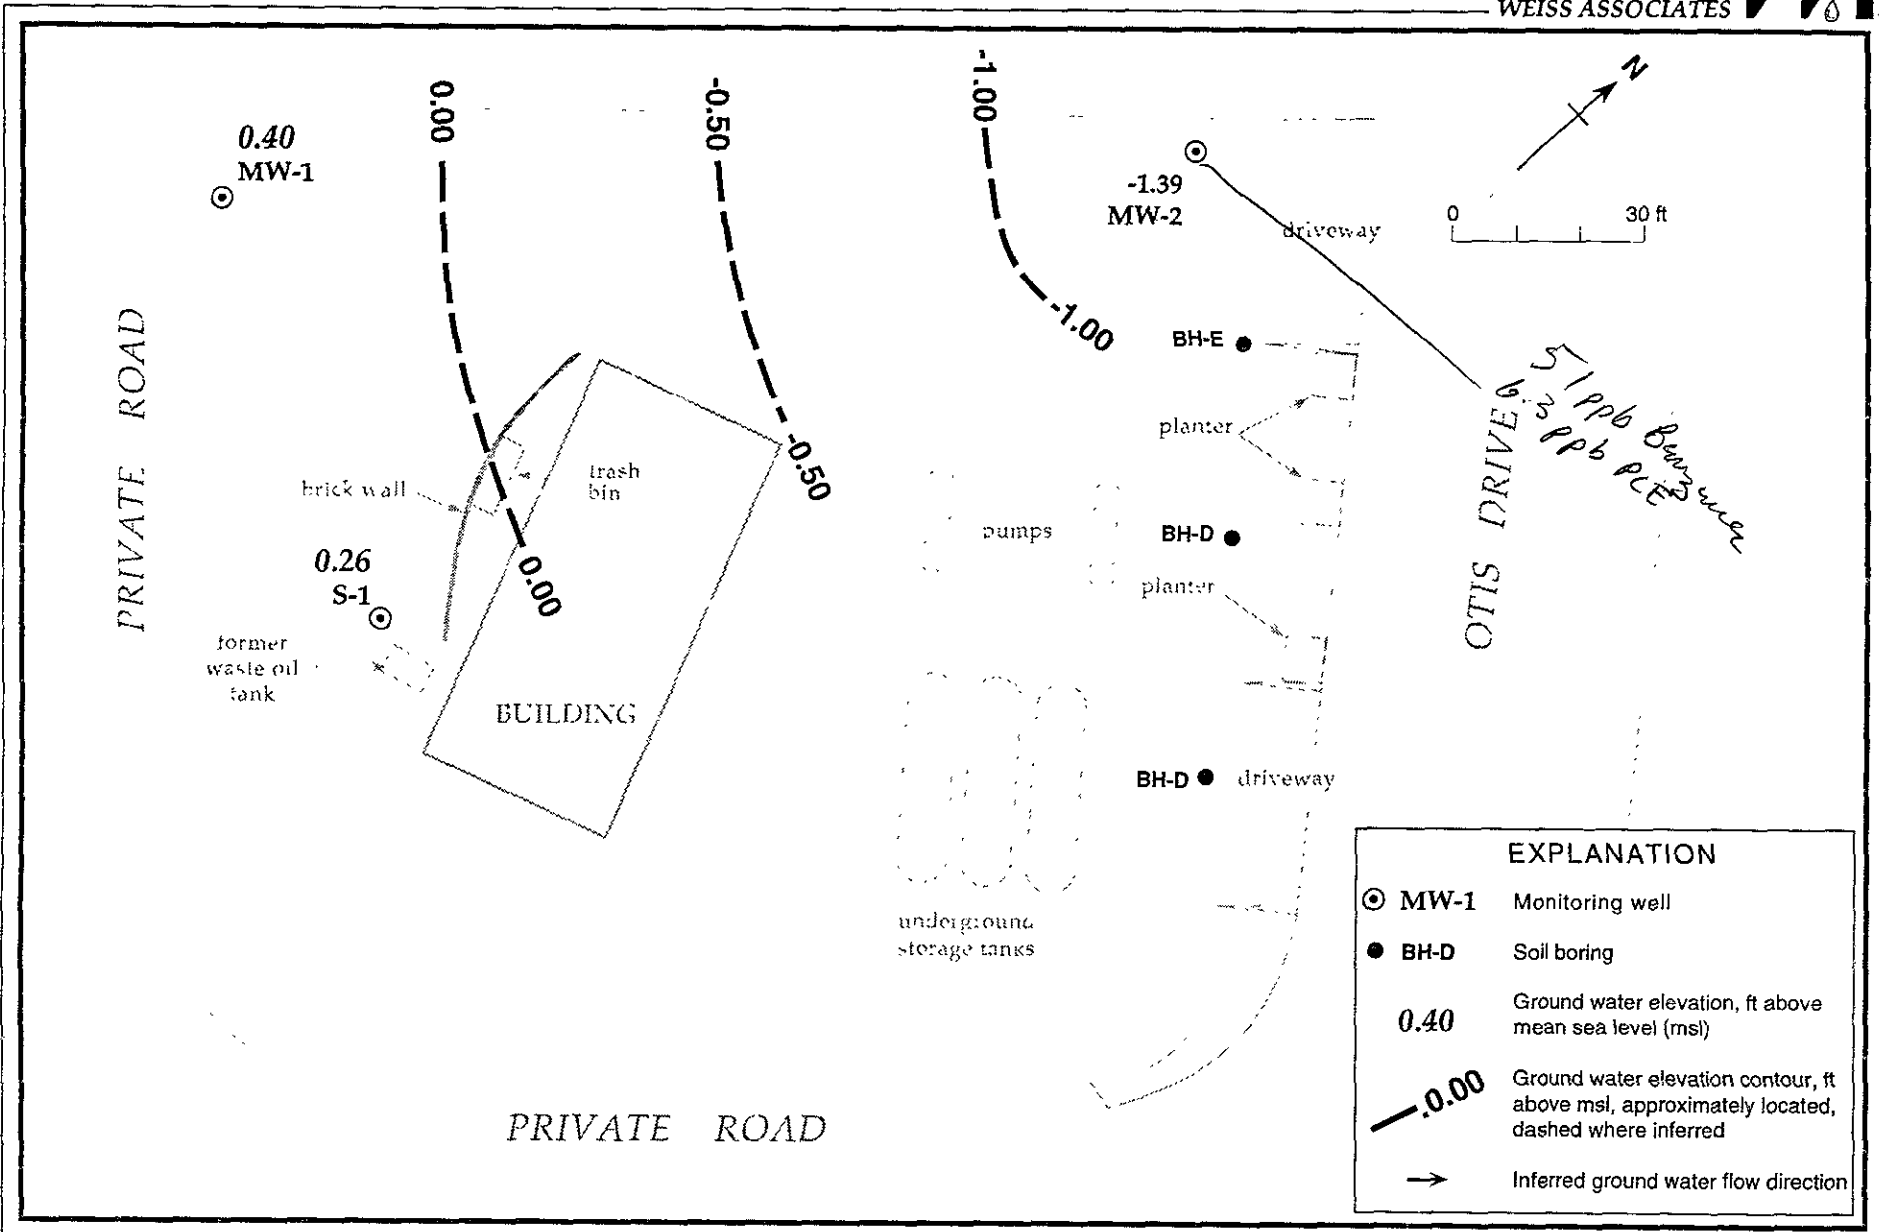 WEISS ASSOCIATES
N
0.00
-0.50
-1.00
0.40
MW-1
-1.39
MW-2
driveway
0 30 ft
-1.00
BH-E
51 ppb
6.3 ppb PCE
PRIVATE ROAD
planter
OTIS DRIVE
-0.50
trash
bin
brick wall
pumps
BH-D
0.26
S-1
0.00
planter
former
waste oil
tank
BUILDING
BH-D
driveway
underground
storage tanks
PRIVATE ROAD
EXPLANATION
MW-1 Monitoring well
BH-D Soil boring
0.40 Ground water elevation, ft above
mean sea level (msl)
0.00 Ground water elevation contour, ft
above msl, approximately located,
dashed where inferred
Inferred ground water flow direction